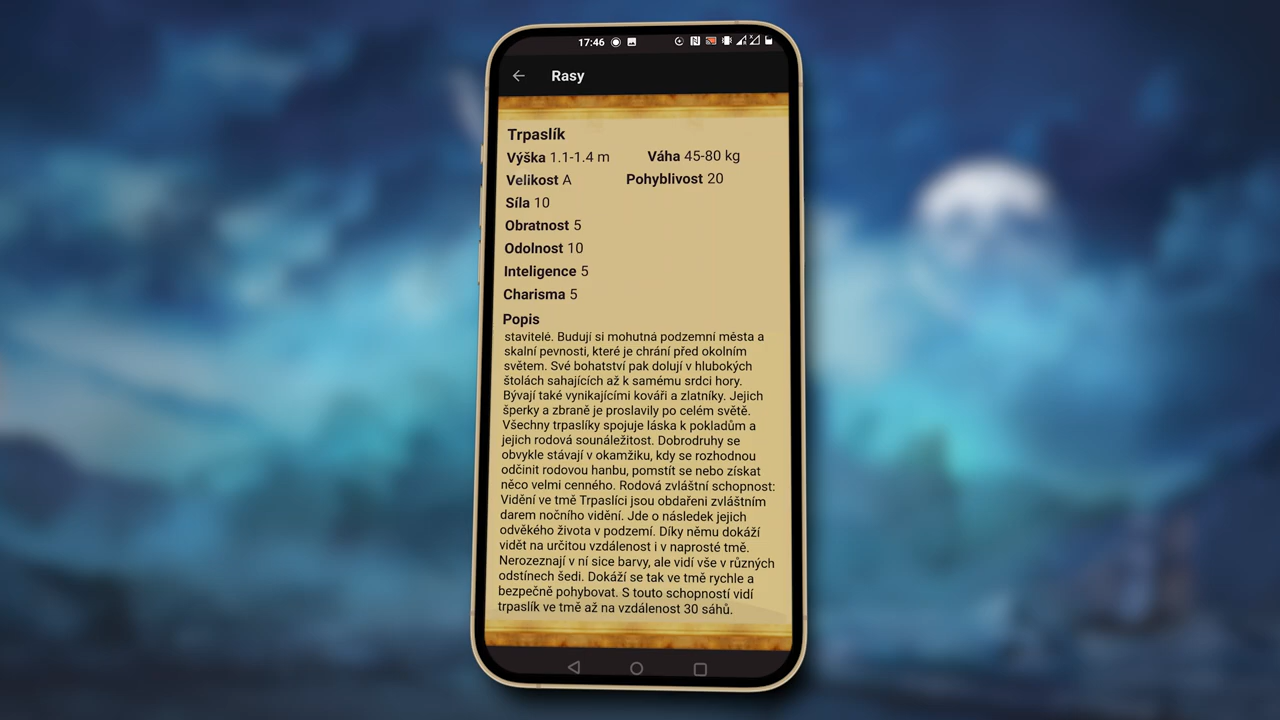 17:46
Rasy
Trpaslík
Výška 1.1-1.4 m Váha 45-80 kg
Velikost A Pohyblivost 20
Síla 10
Obratnost 5
Odolnost 10
Inteligence 5
Charisma 5
Popis
stavitelé. Budují si mohutná podzemní města a
skalní pevnosti, které je chrání před okolním
světem. Své bohatství pak dolují v hlubokých
štolách sahajících až k samému srdci hory.
Bývají také vynikajícími kováři a zlatníky. Jejich
šperky a zbraně je proslavily po celém světě.
Všechny trpaslíky spojuje láska k pokladům a
jejich rodová sounáležitost. Dobrodruhy se
obvykle stávají v okamžiku, kdy se rozhodnou
odčinit rodovou hanbu, pomstít se nebo získat
něco velmi cenného. Rodová zvláštní schopnost:
Vidění ve tmě Trpaslíci jsou obdařeni zvláštním
darem nočního vidění. Jde o následek jejich
odvěkého života v podzemí. Díky němu dokáží
vidět na určitou vzdálenost i v naprosté tmě.
Nerozeznají v ní sice barvy, ale vidí vše v různých
odstínech šedi. Dokáží se tak ve tmě rychle a
bezpečně pohybovat. S touto schopností vidí
trpaslík ve tmě až na vzdálenost 30 sáhů.